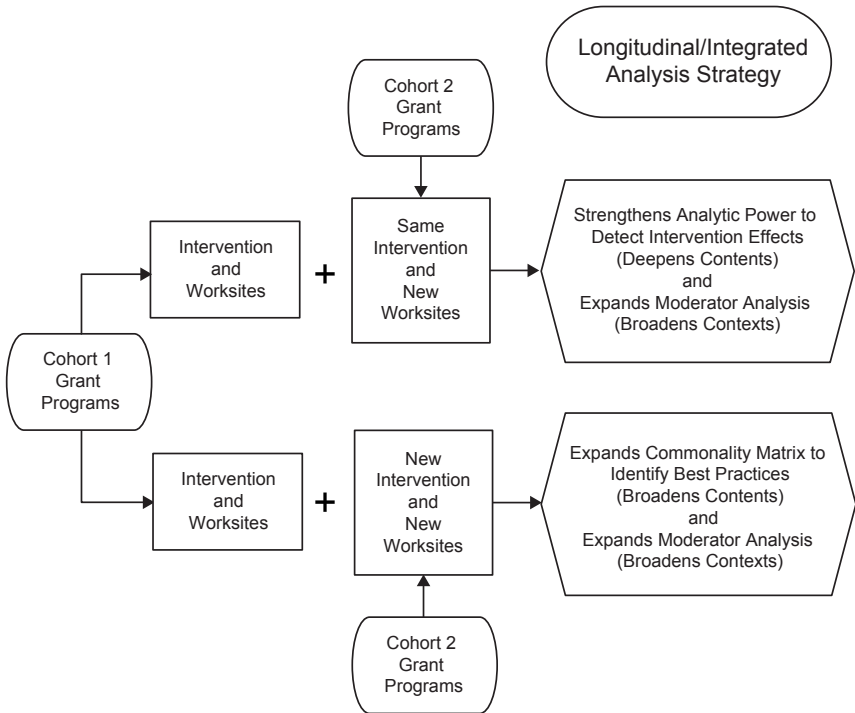 Longitudinal/Integrated
Analysis Strategy
Cohort 2
Grant
Programs
Intervention
and
Worksites
+
Same
Intervention
and
New
Worksites
Strengthens Analytic Power to
Detect Intervention Effects
(Deepens Contents)
and
Expands Moderator Analysis
(Broadens Contexts)
Cohort 1
Grant
Programs
Intervention
and
Worksites
+
New
Intervention
and
New
Worksites
Expands Commonality Matrix to
Identify Best Practices
(Broadens Contents)
and
Expands Moderator Analysis
(Broadens Contexts)
Cohort 2
Grant
Programs